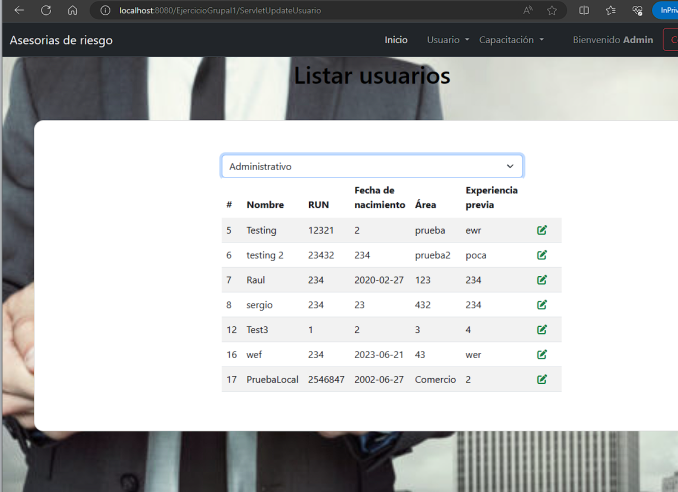 localhost:8080/EjercicioGrupal1/ServletUpdateUsuario
InPriv
Asesorias de riesgo Inicio Usuario Capacitación Bienvenido Admin
Listar usuarios
Administrativo
# Nombre RUN Fecha de nacimiento Área Experiencia previa
5 Testing 12321 2 prueba ewr
6 testing 2 23432 234 prueba2 poca
7 Raul 234 2020-02-27 123 234
8 sergio 234 23 432 234
12 Test3 1 2 3 4
16 wef 234 2023-06-21 43 wer
17 PruebaLocal 2546847 2002-06-27 Comercio 2